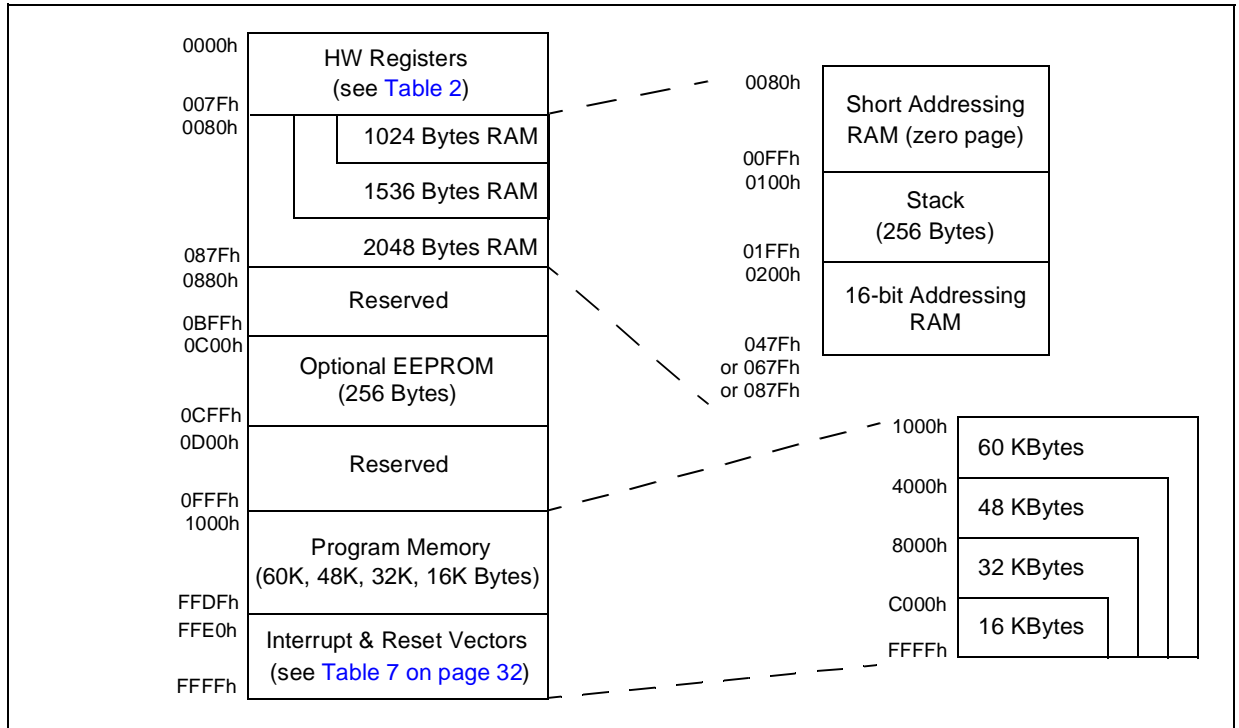 0000h
HW Registers
(see Table 2)
007Fh
0080h
1024 Bytes RAM
1536 Bytes RAM
2048 Bytes RAM
087Fh
0880h
Reserved
0BFFh
0C00h
Optional EEPROM
(256 Bytes)
0CFFh
0D00h
Reserved
0FFFh
1000h
Program Memory
(60K, 48K, 32K, 16K Bytes)
FFDFh
FFE0h
Interrupt & Reset Vectors
(see Table 7 on page 32)
FFFFh
0080h
Short Addressing
RAM (zero page)
00FFh
0100h
Stack
(256 Bytes)
01FFh
0200h
16-bit Addressing
RAM
047Fh
or 067Fh
or 087Fh
1000h
60 KBytes
4000h
48 KBytes
8000h
32 KBytes
C000h
16 KBytes
FFFFh